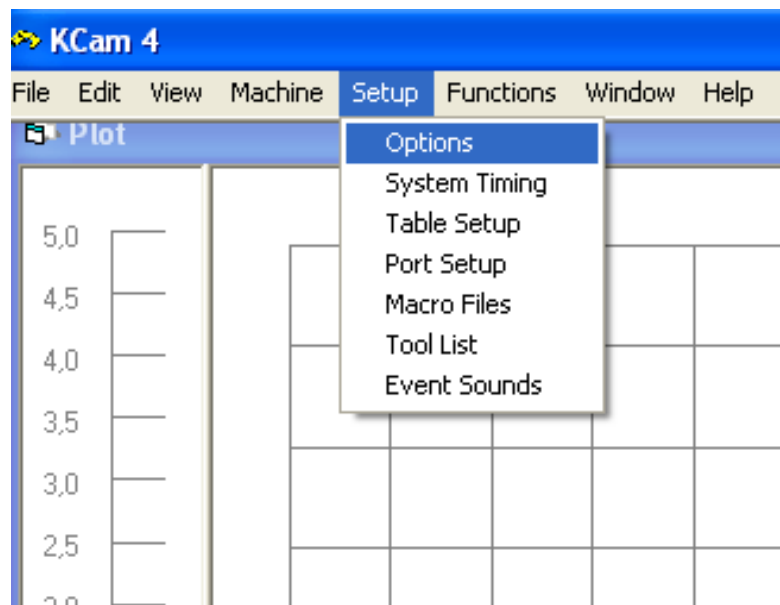 KCam 4
File Edit View Machine Setup Functions Window Help
Plot
Options
System Timing
Table Setup
Port Setup
Macro Files
Tool List
Event Sounds
5,0
4,5
4,0
3,5
3,0
2,5